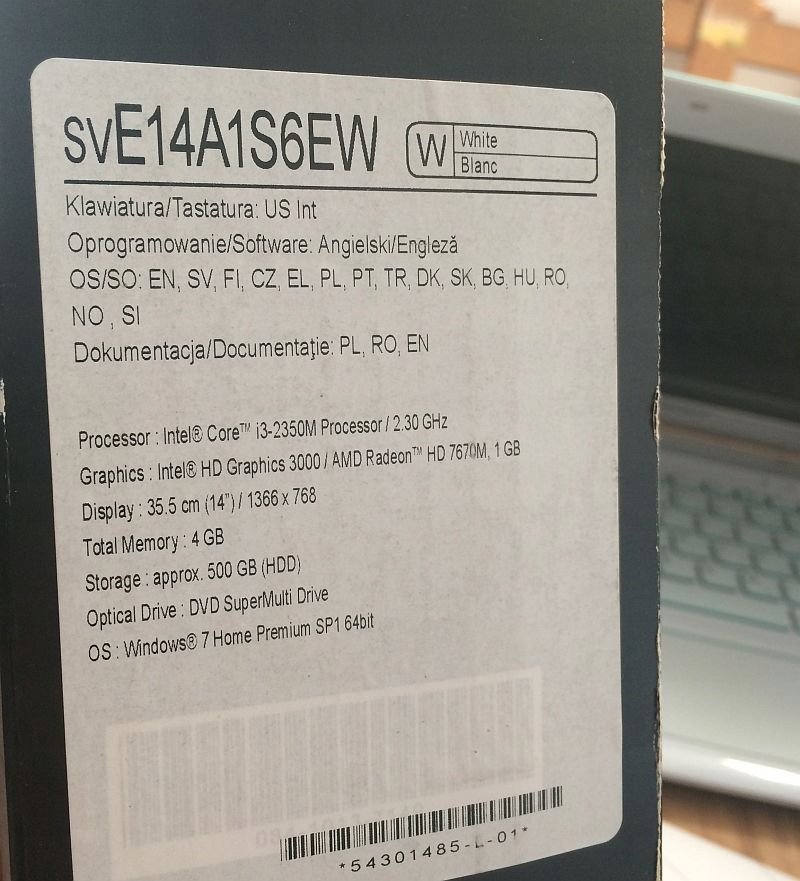 SVE14A1S6EW
W White
Blanc
Klawiatura/Tastatura: US Int
Oprogramowanie/Software: Angielski/Engleză
OS/SO: EN, SV, FI, CZ, EL, PL, PT, TR, DK, SK, BG, HU, RO,
NO , SI
Dokumentacja/Documentaţie: PL, RO, EN
Processor : Intel® Core™ i3-2350M Processor / 2.30 GHz
Graphics : Intel® HD Graphics 3000 / AMD Radeon™ HD 7670M, 1 GB
Display : 35.5 cm (14") / 1366 x 768
Total Memory : 4 GB
Storage : approx. 500 GB (HDD)
Optical Drive : DVD SuperMulti Drive
OS : Windows® 7 Home Premium SP1 64bit
*54301485-L-01*